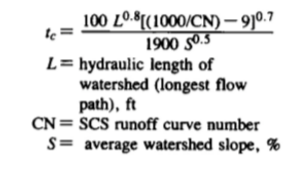 t_c = 100 L^0.8[(1000/CN) − 9]^0.7 / 1900 S^0.5
L = hydraulic length of
watershed (longest flow
path), ft
CN = SCS runoff curve number
S = average watershed slope, %